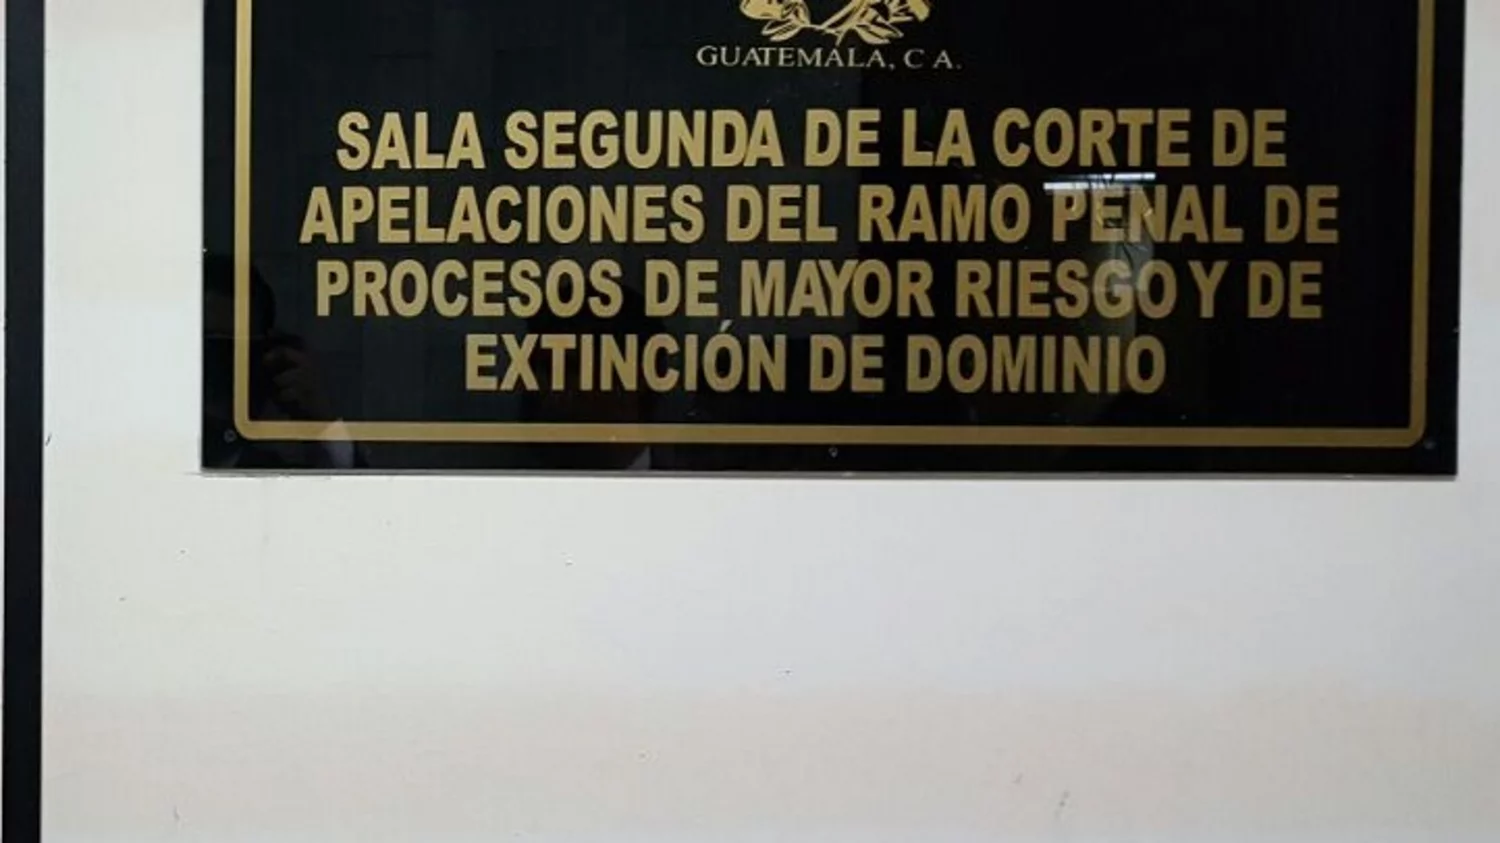 GUATEMALA, C A.
SALA SEGUNDA DE LA CORTE DE
APELACIONES DEL RAMO PENAL DE
PROCESOS DE MAYOR RIESGO Y DE
EXTINCIÓN DE DOMINIO